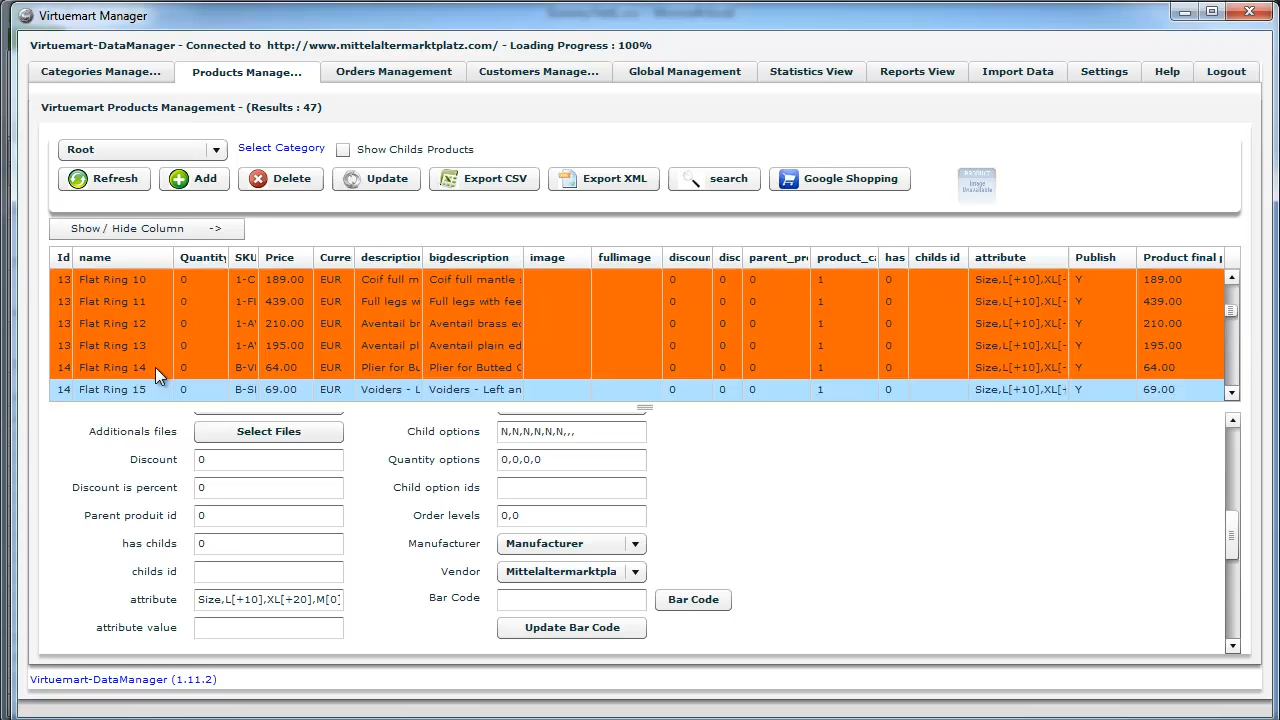 Virtuemart Manager
Virtuemart-DataManager - Connected to http://www.mittelaltermarktplatz.com/ - Loading Progress : 100%
Categories Manage... Products Manage... Orders Management Customers Manage... Global Management Statistics View Reports View Import Data Settings Help Logout
Virtuemart Products Management - (Results : 47)
Root Select Category Show Childs Products
Refresh Add Delete Update Export CSV Export XML search Google Shopping
PRODUCT
Image
Unavailable
Show / Hide Column ->
Id name Quantity SKU Price Curre description bigdescription image fullimage discoun disc parent_pr product_c has childs id attribute Publish Product final p
13 Flat Ring 10 0 1-C 189.00 EUR Coif full m Coif full mantle 0 0 0 1 0 Size,L[+10],XL[- Y 189.00
13 Flat Ring 11 0 1-Fl 439.00 EUR Full legs w Full legs with fee 0 0 0 1 0 Size,L[+10],XL[- Y 439.00
13 Flat Ring 12 0 1-A 210.00 EUR Aventail br Aventail brass ed 0 0 0 1 0 Size,L[+10],XL[- Y 210.00
13 Flat Ring 13 0 1-A 195.00 EUR Aventail pl Aventail plain ed 0 0 0 1 0 Size,L[+10],XL[- Y 195.00
14 Flat Ring 14 0 B-Vl 64.00 EUR Plier for Bu Plier for Butted 0 0 0 1 0 Size,L[+10],XL[- Y 64.00
14 Flat Ring 15 0 B-Sl 69.00 EUR Voiders - L Voiders - Left an 0 0 0 1 0 Size,L[+10],XL[- Y 69.00
Additionals files Select Files Child options N,N,N,N,N,N,,,
Discount 0 Quantity options 0,0,0,0
Discount is percent 0 Child option ids
Parent produit id 0 Order levels 0,0
has childs 0 Manufacturer Manufacturer
childs id Vendor Mittelaltermarktpla
attribute Size,L[+10],XL[+20],M[0] Bar Code Bar Code
attribute value Update Bar Code
Virtuemart-DataManager (1.11.2)